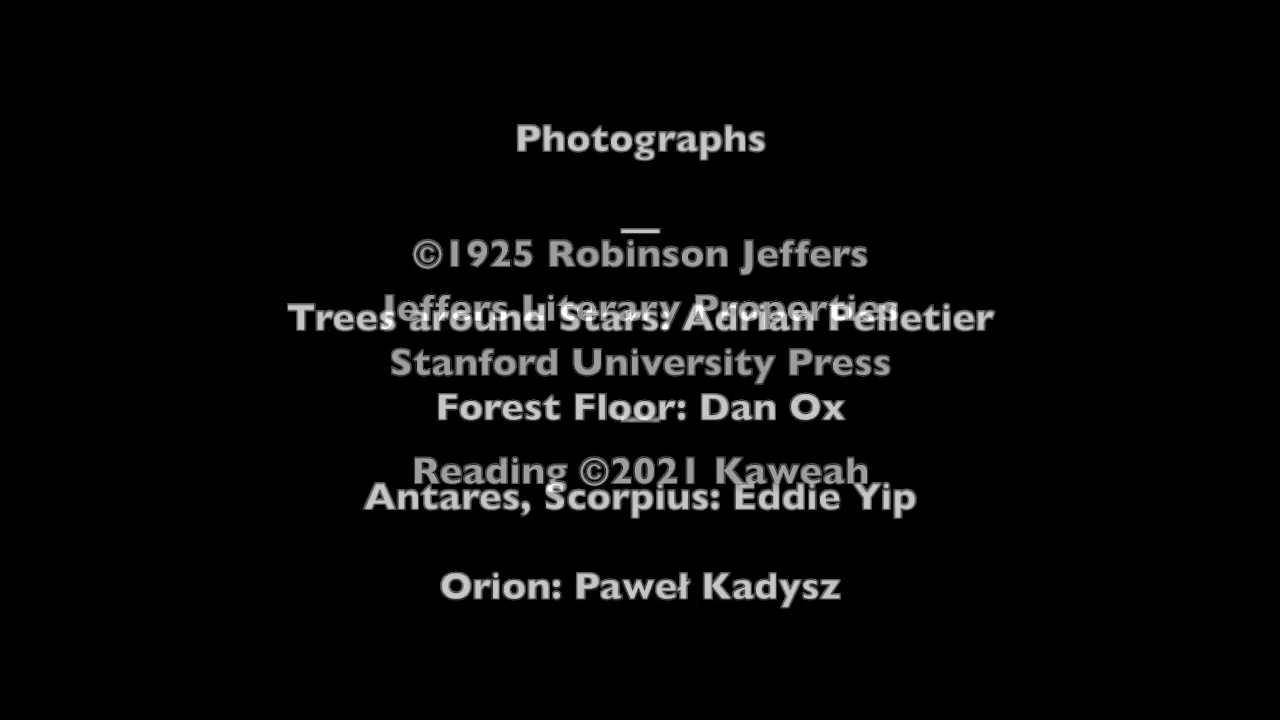 Photographs
—
©1925 Robinson Jeffers
Jeffers Literary Properties
Trees around Stars: Adrian Pelletier
Stanford University Press
Forest Floor: Dan Ox
—
Reading ©2021 Kaweah
Antares, Scorpius: Eddie Yip
Orion: Paweł Kadysz